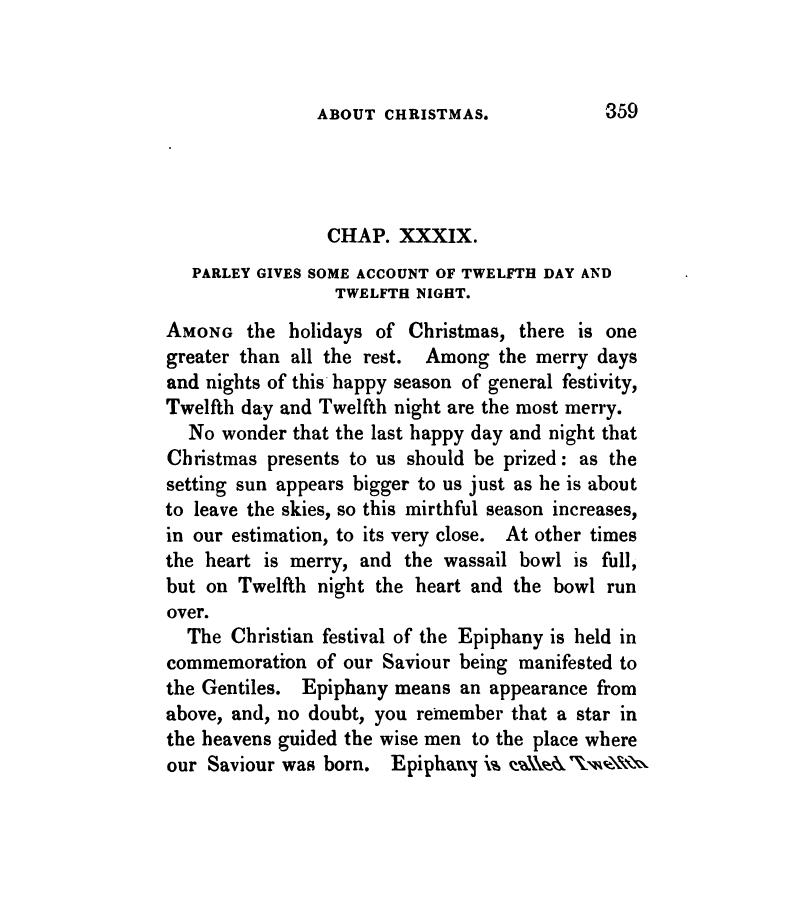 ABOUT CHRISTMAS. 359
CHAP. XXXIX.
PARLEY GIVES SOME ACCOUNT OF TWELFTH DAY AND
TWELFTH NIGHT.
AMONG the holidays of Christmas, there is one
greater than all the rest. Among the merry days
and nights of this happy season of general festivity,
Twelfth day and Twelfth night are the most merry.
No wonder that the last happy day and night that
Christmas presents to us should be prized: as the
setting sun appears bigger to us just as he is about
to leave the skies, so this mirthful season increases,
in our estimation, to its very close. At other times
the heart is merry, and the wassail bowl is full,
but on Twelfth night the heart and the bowl run
over.
The Christian festival of the Epiphany is held in
commemoration of our Saviour being manifested to
the Gentiles. Epiphany means an appearance from
above, and, no doubt, you remember that a star in
the heavens guided the wise men to the place where
our Saviour was born. Epiphany is called Twelfth